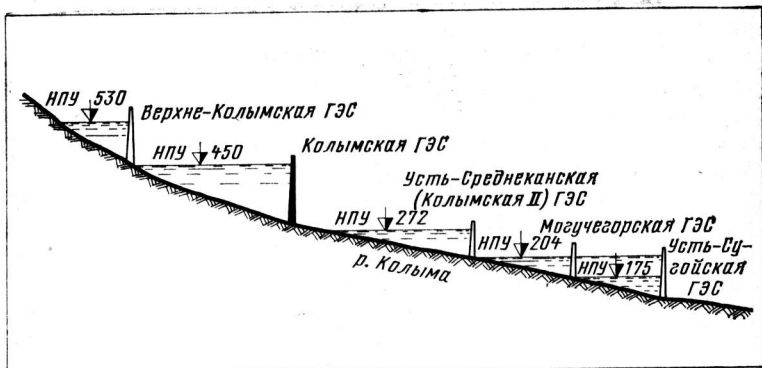 НПУ 530
Верхне-Колымская ГЭС
НПУ 450
Колымская ГЭС
Усть-Среднеканская
(Колымская II) ГЭС
НПУ 272
Могучегорская ГЭС
НПУ 204
Усть-Су-
гойская
ГЭС
НПУ 175
р. Колыма